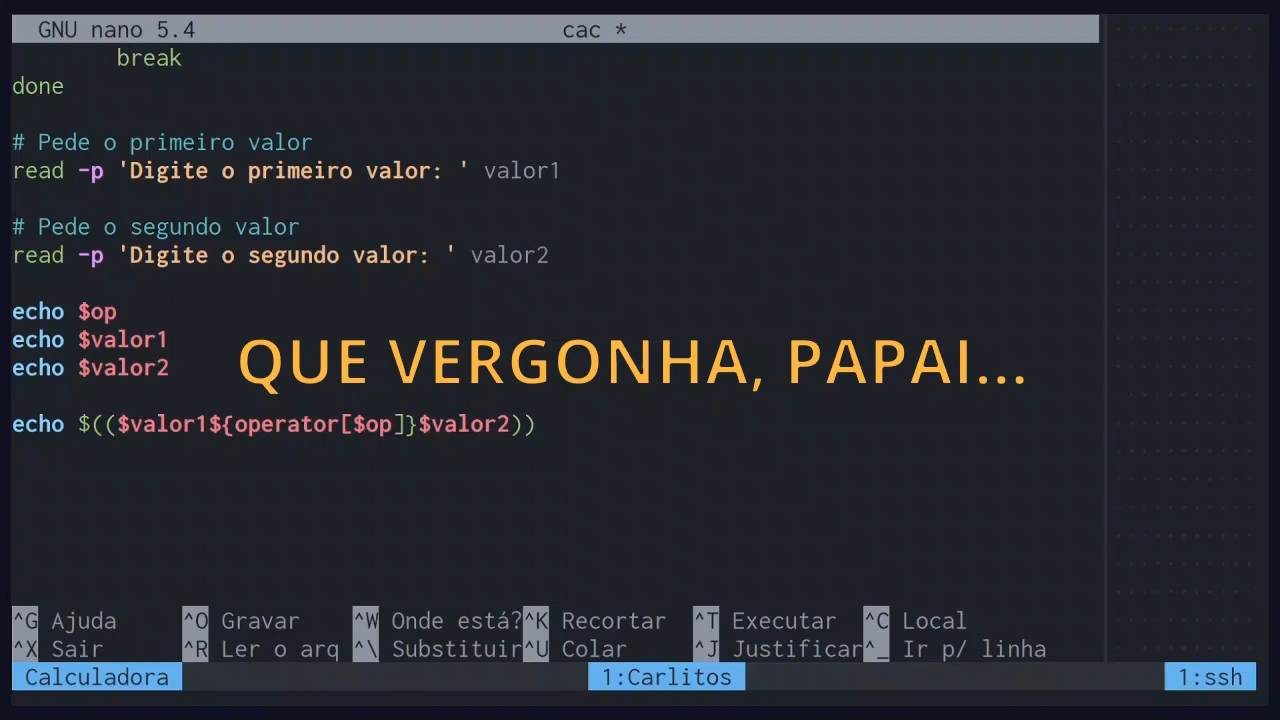 GNU nano 5.4 cac *
break
done
# Pede o primeiro valor
read -p 'Digite o primeiro valor: ' valor1
# Pede o segundo valor
read -p 'Digite o segundo valor: ' valor2
echo $op
echo $valor1
echo $valor2
QUE VERGONHA, PAPAI...
echo $(($valor1${operator[$op]}$valor2))
^G Ajuda ^O Gravar ^W Onde está? ^K Recortar ^T Executar ^C Local
^X Sair ^R Ler o arq ^\ Substituir ^U Colar ^J Justificar ^_ Ir p/ linha
Calculadora 1:Carlitos 1:ssh